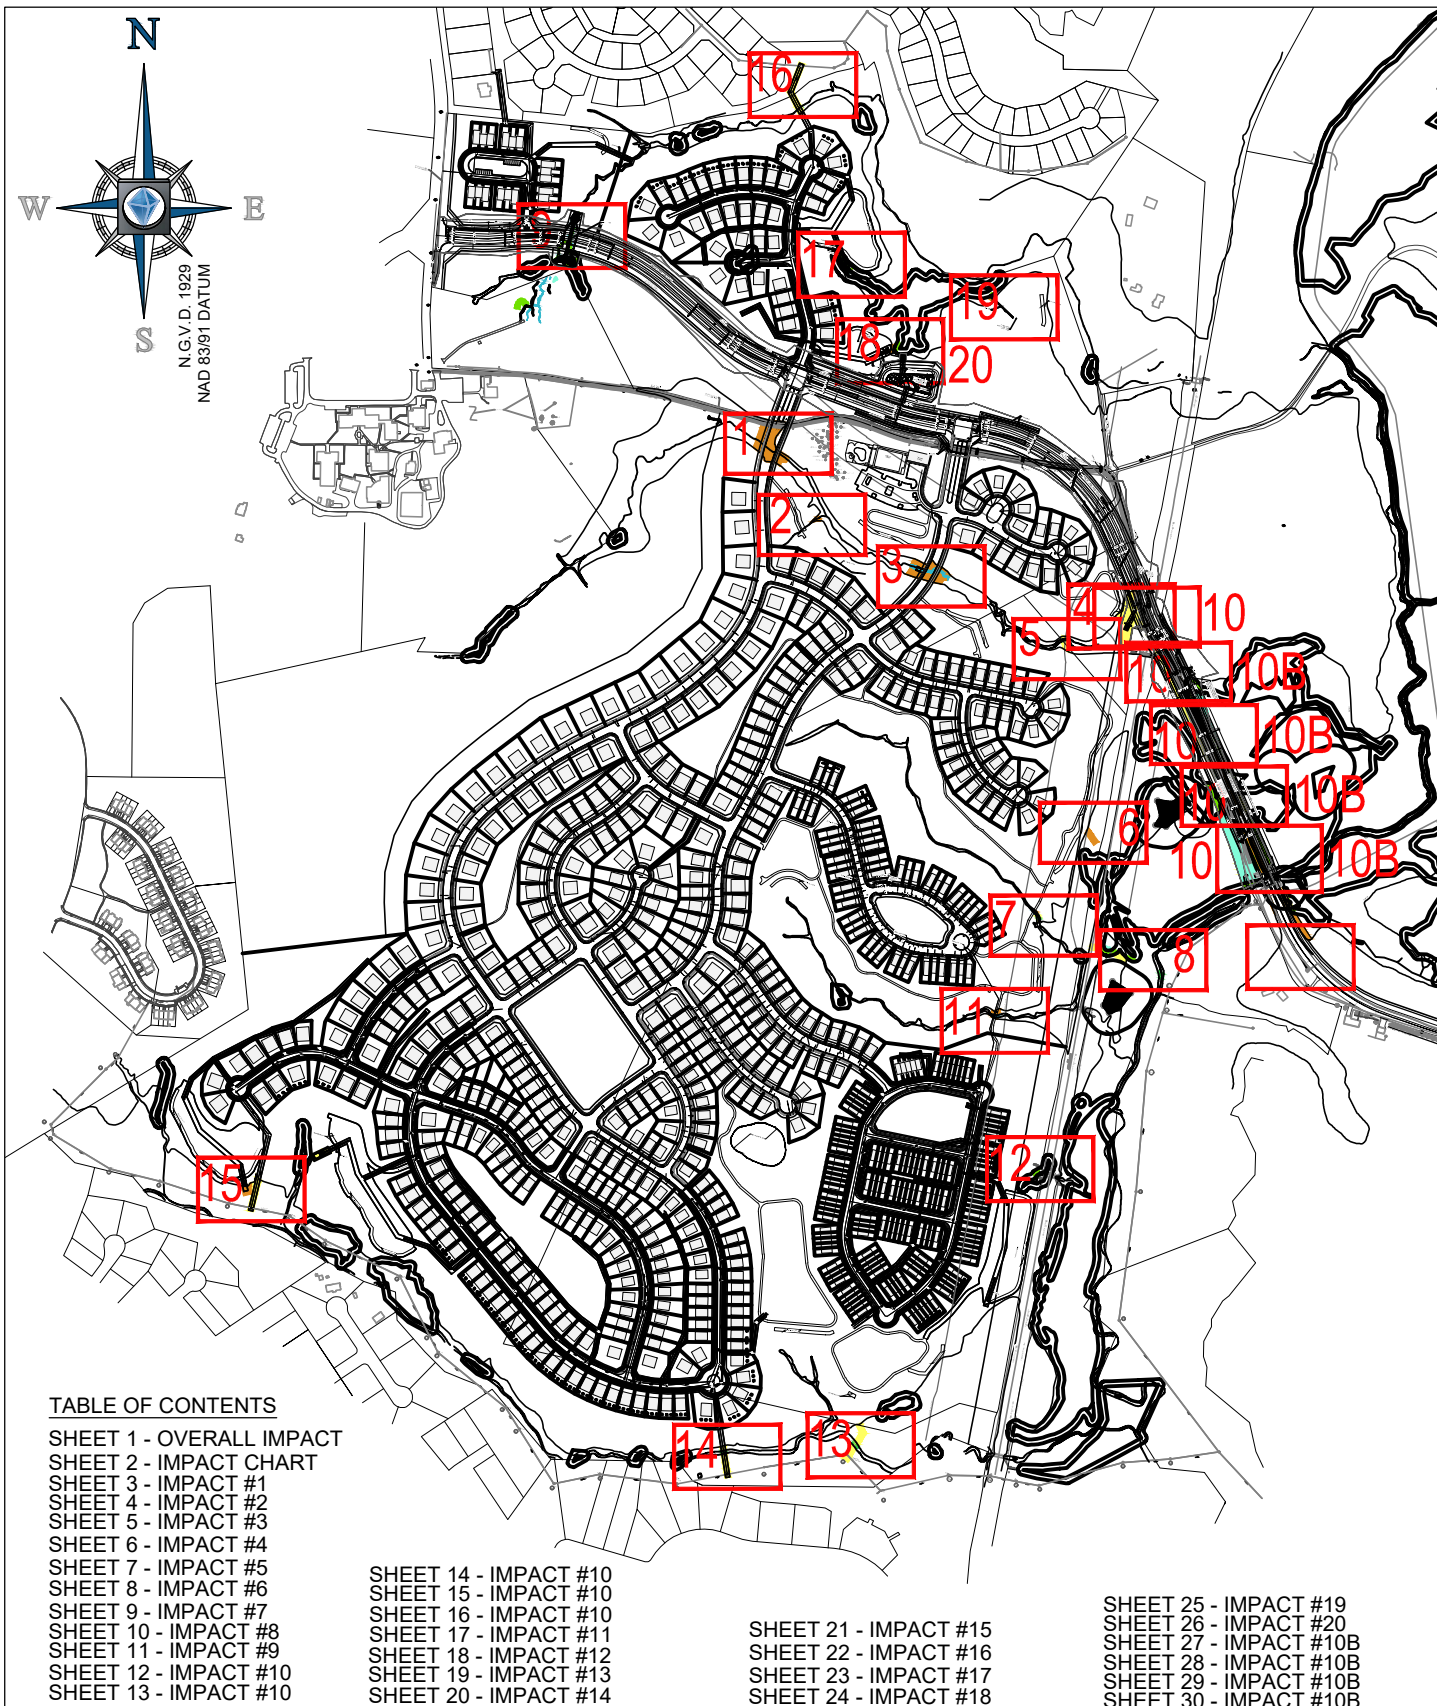 N
W
E
S
N.G.V.D. 1929
NAD 83/91 DATUM
16
17
19
18
20
1
2
3
4
10
5
10B
10
10B
10B
6
10
10B
7
8
11
12
15
13
14
TABLE OF CONTENTS
SHEET 1 - OVERALL IMPACT
SHEET 2 - IMPACT CHART
SHEET 3 - IMPACT #1
SHEET 4 - IMPACT #2
SHEET 5 - IMPACT #3
SHEET 6 - IMPACT #4
SHEET 7 - IMPACT #5
SHEET 8 - IMPACT #6
SHEET 9 - IMPACT #7
SHEET 10 - IMPACT #8
SHEET 11 - IMPACT #9
SHEET 12 - IMPACT #10
SHEET 13 - IMPACT #10
SHEET 14 - IMPACT #10
SHEET 15 - IMPACT #10
SHEET 16 - IMPACT #10
SHEET 17 - IMPACT #11
SHEET 18 - IMPACT #12
SHEET 19 - IMPACT #13
SHEET 20 - IMPACT #14
SHEET 21 - IMPACT #15
SHEET 22 - IMPACT #16
SHEET 23 - IMPACT #17
SHEET 24 - IMPACT #18
SHEET 25 - IMPACT #19
SHEET 26 - IMPACT #20
SHEET 27 - IMPACT #10B
SHEET 28 - IMPACT #10B
SHEET 29 - IMPACT #10B
SHEET 30 - IMPACT #10B